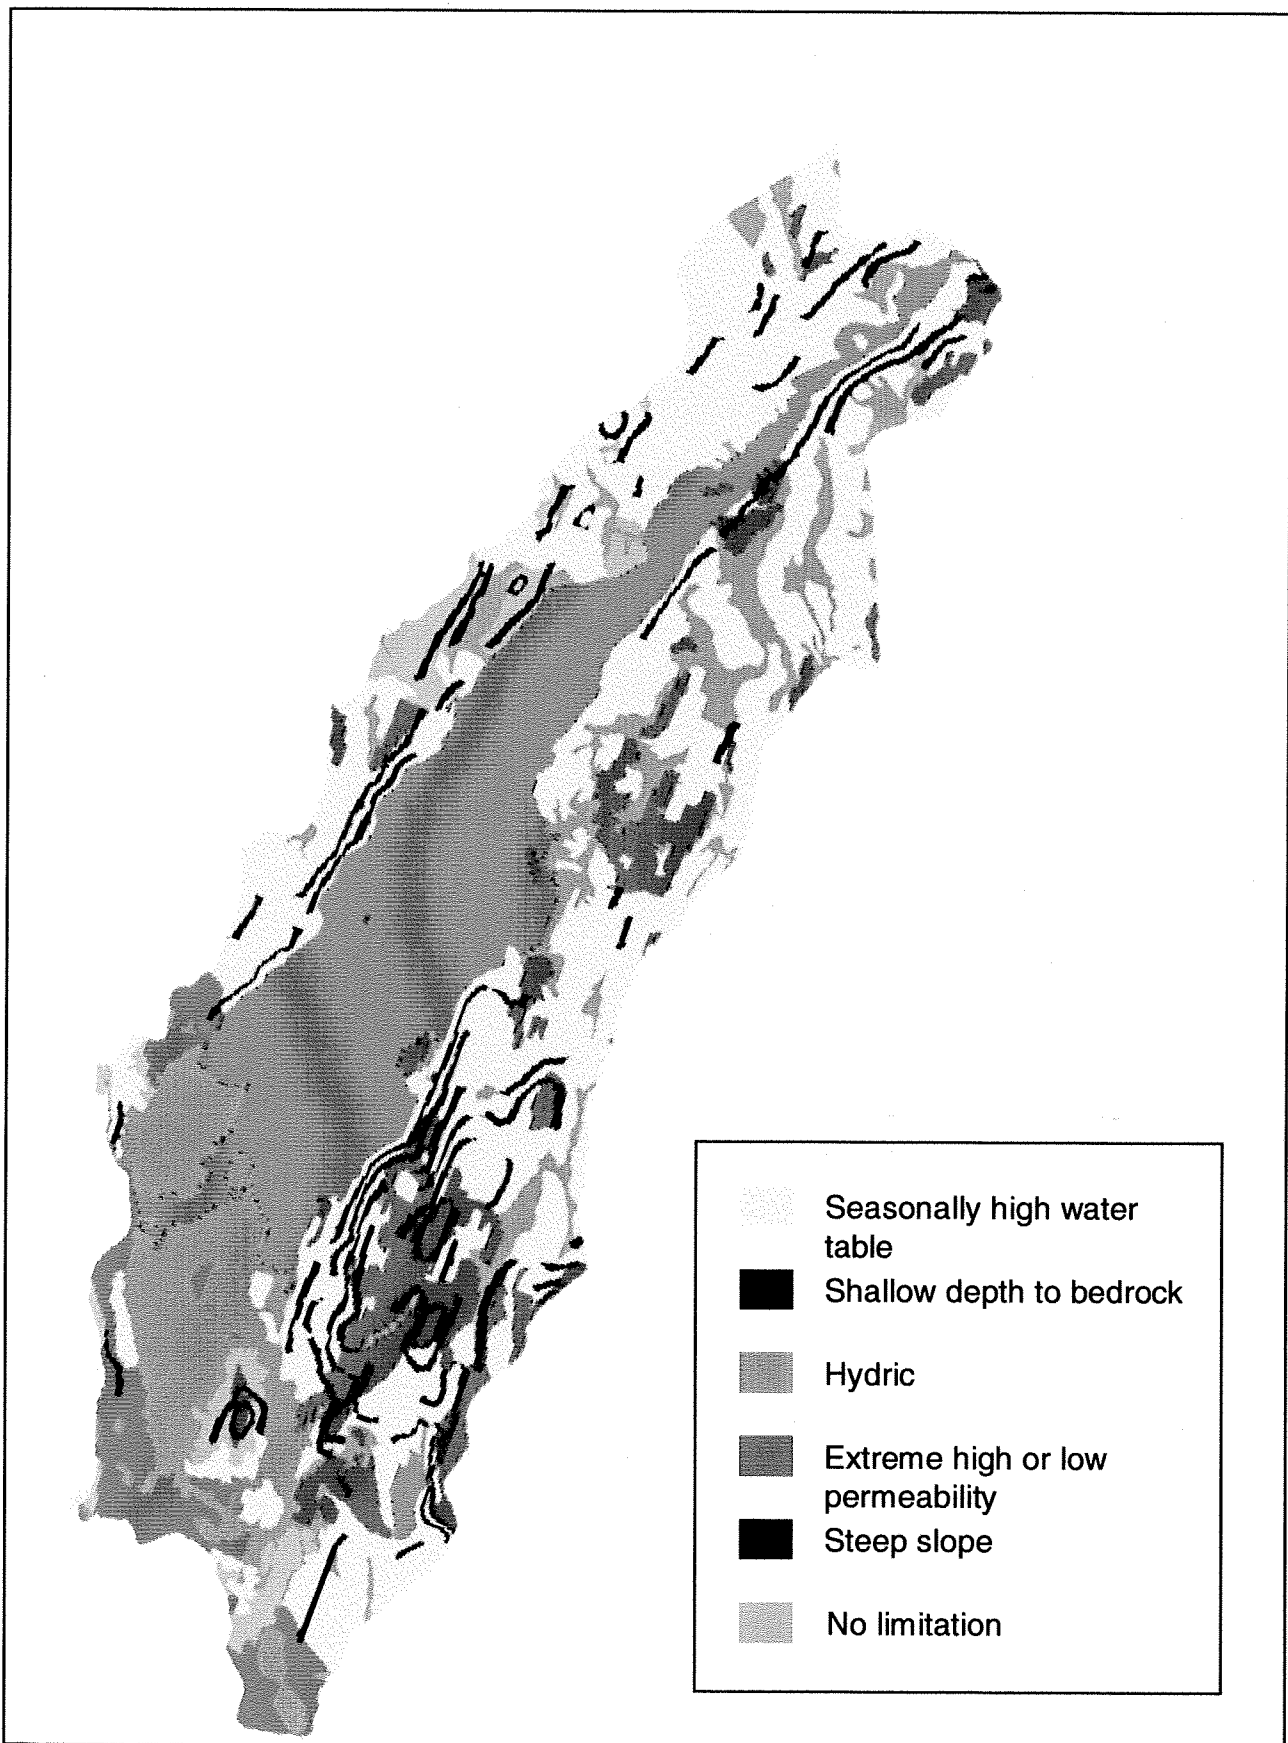 Seasonally high water
table
Shallow depth to bedrock
Hydric
Extreme high or low
permeability
Steep slope
No limitation